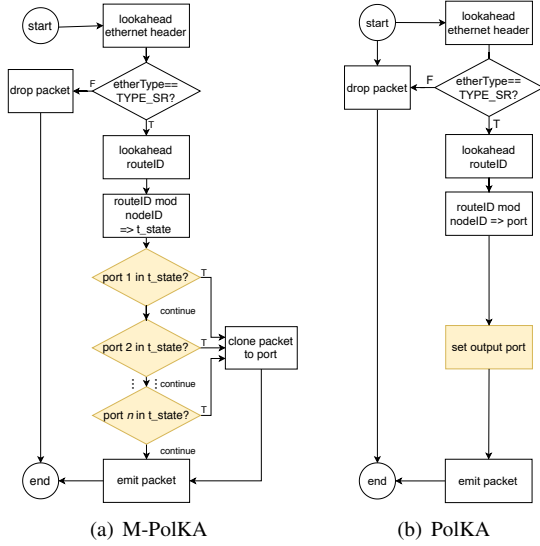 start
lookahead
ethernet header
etherType==
TYPE_SR?
F
drop packet
T
lookahead
routeID
routeID mod
nodeID
=> t_state
port 1 in t_state?
T
continue
port 2 in t_state?
T
clone packet
to port
⋮ ⋮ continue
port n in t_state?
T
continue
end
emit packet
(a) M-PolKA
start
lookahead
ethernet header
etherType==
TYPE_SR?
F
drop packet
T
lookahead
routeID
routeID mod
nodeID => port
set output port
end
emit packet
(b) PolKA